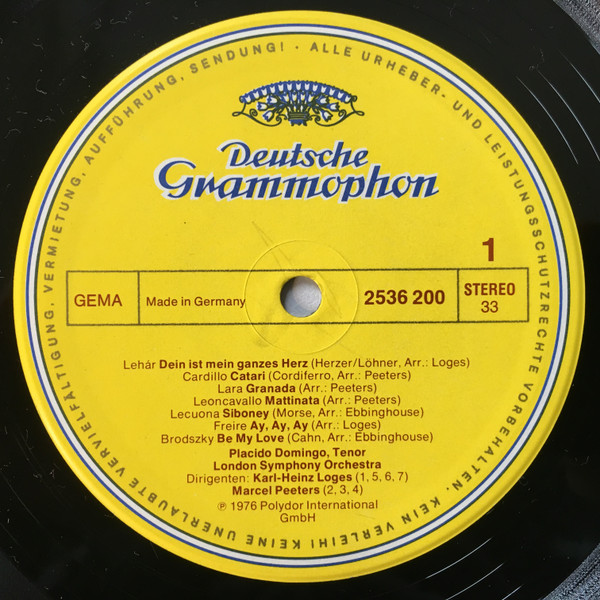 ALLE URHEBER- UND LEISTUNGSSCHUTZRECHTE VORBEHALTEN. KEIN VERLEIH! KEINE UNERLAUBTE VERVIELFÄLTIGUNG, VERMIETUNG, AUFFÜHRUNG, SENDUNG! ·
Deutsche
Grammophon
1
GEMA
Made in Germany
2536 200
STEREO
33
Lehár Dein ist mein ganzes Herz (Herzer/Löhner, Arr.: Loges)
Cardillo Catari (Cordiferro, Arr.: Peeters)
Lara Granada (Arr.: Peeters)
Leoncavallo Mattinata (Arr.: Peeters)
Lecuona Siboney (Morse, Arr.: Ebbinghouse)
Freire Ay, Ay, Ay (Arr.: Loges)
Brodszky Be My Love (Cahn, Arr.: Ebbinghouse)
Placido Domingo, Tenor
London Symphony Orchestra
Dirigenten: Karl-Heinz Loges (1, 5, 6, 7)
Marcel Peeters (2, 3, 4)
℗ 1976 Polydor International
GmbH